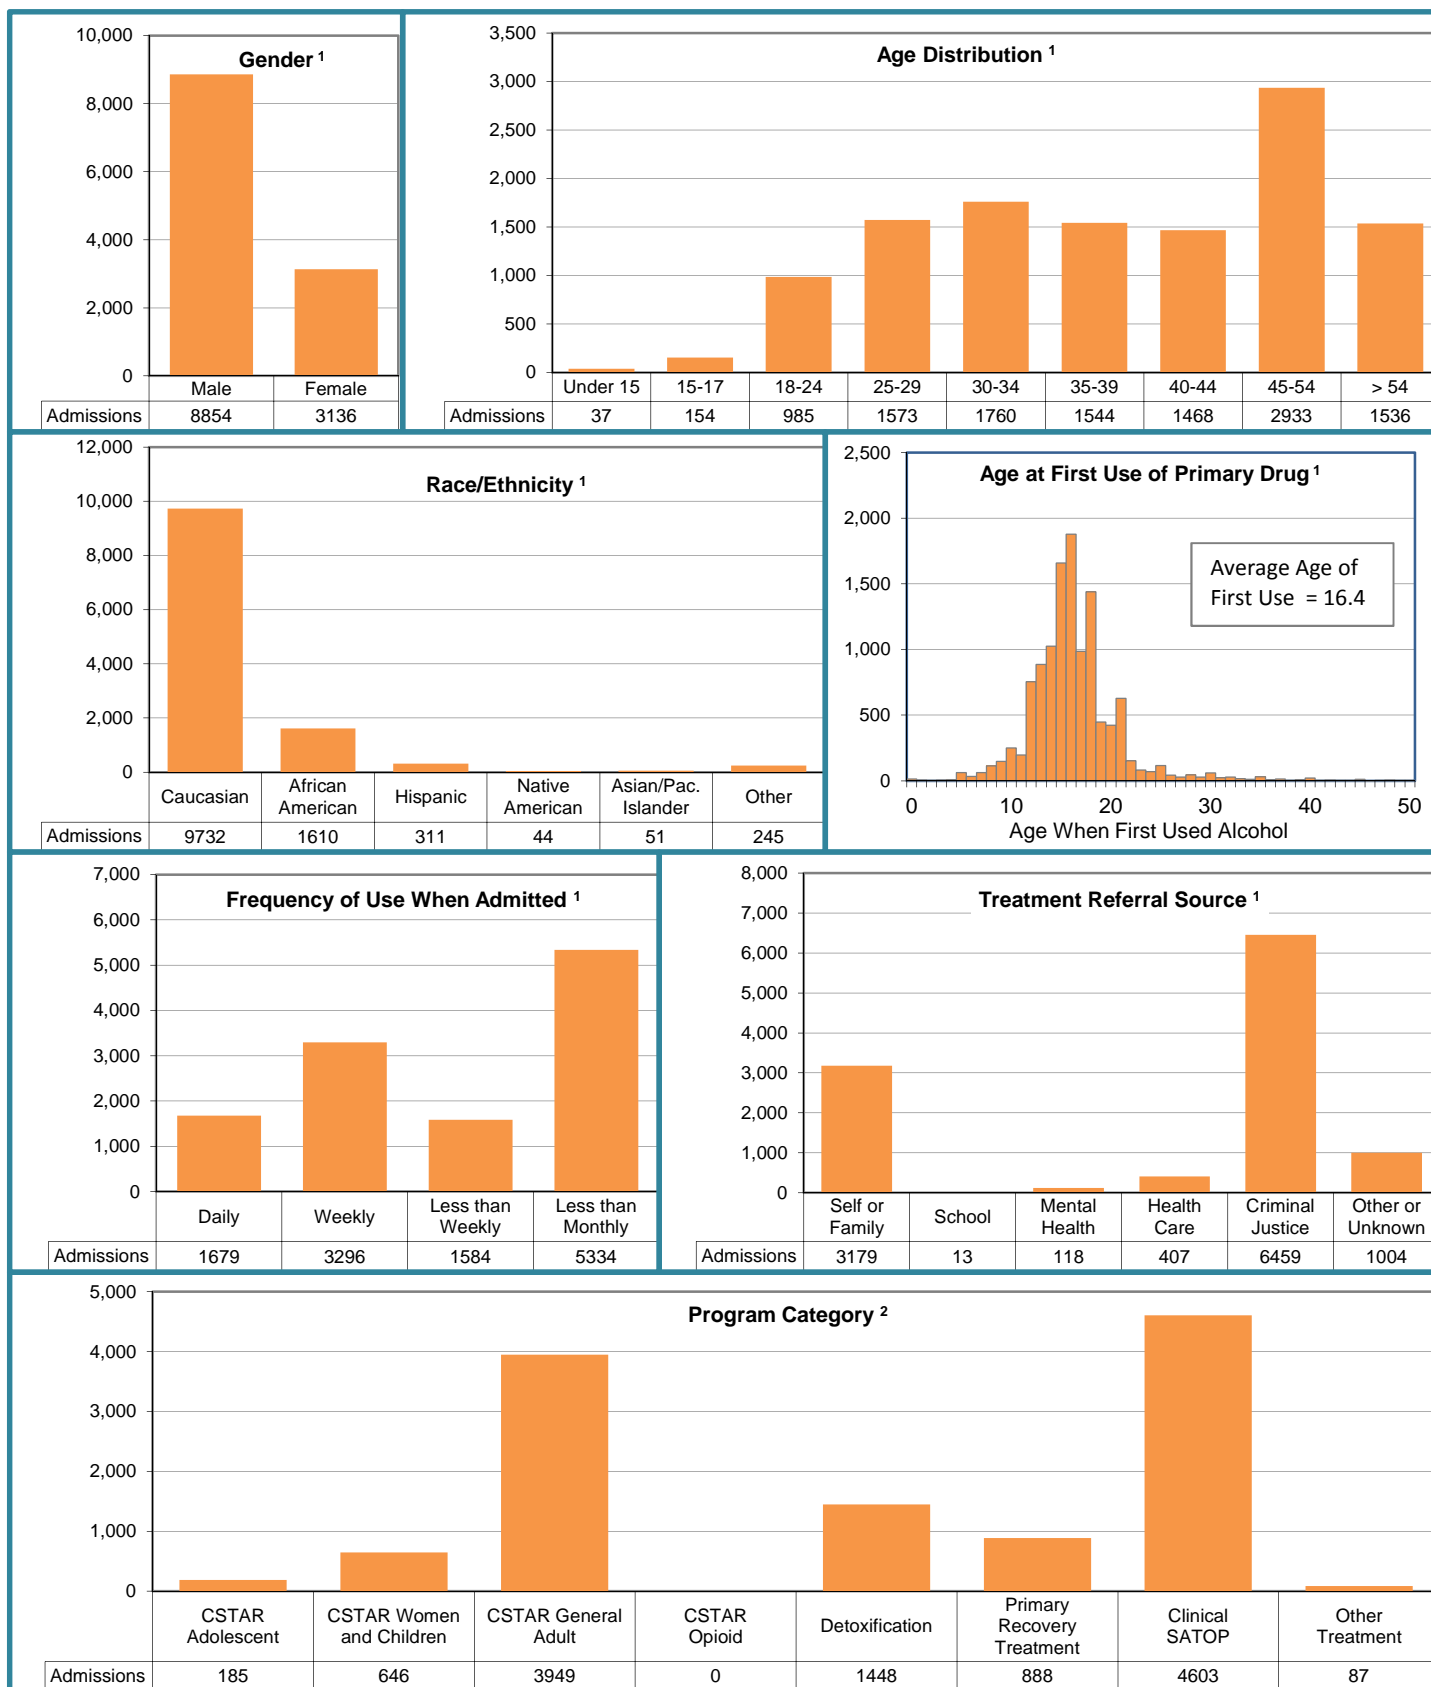 Gender ¹
10,000
8,000
6,000
4,000
2,000
0
Male Female
Admissions 8854 3136
Age Distribution ¹
3,500
3,000
2,500
2,000
1,500
1,000
500
0
Under 15 15-17 18-24 25-29 30-34 35-39 40-44 45-54 > 54
Admissions 37 154 985 1573 1760 1544 1468 2933 1536
Race/Ethnicity ¹
12,000
10,000
8,000
6,000
4,000
2,000
0
Caucasian African American Hispanic Native American Asian/Pac. Islander Other
Admissions 9732 1610 311 44 51 245
Age at First Use of Primary Drug ¹
2,500
2,000
1,500
1,000
500
0
Average Age of
First Use = 16.4
0 10 20 30 40 50
Age When First Used Alcohol
Frequency of Use When Admitted ¹
7,000
6,000
5,000
4,000
3,000
2,000
1,000
0
Daily Weekly Less than Weekly Less than Monthly
Admissions 1679 3296 1584 5334
Treatment Referral Source ¹
8,000
7,000
6,000
5,000
4,000
3,000
2,000
1,000
0
Self or Family School Mental Health Health Care Criminal Justice Other or Unknown
Admissions 3179 13 118 407 6459 1004
Program Category ²
5,000
4,000
3,000
2,000
1,000
0
CSTAR Adolescent CSTAR Women and Children CSTAR General Adult CSTAR Opioid Detoxification Primary Recovery Treatment Clinical SATOP Other Treatment
Admissions 185 646 3949 0 1448 888 4603 87